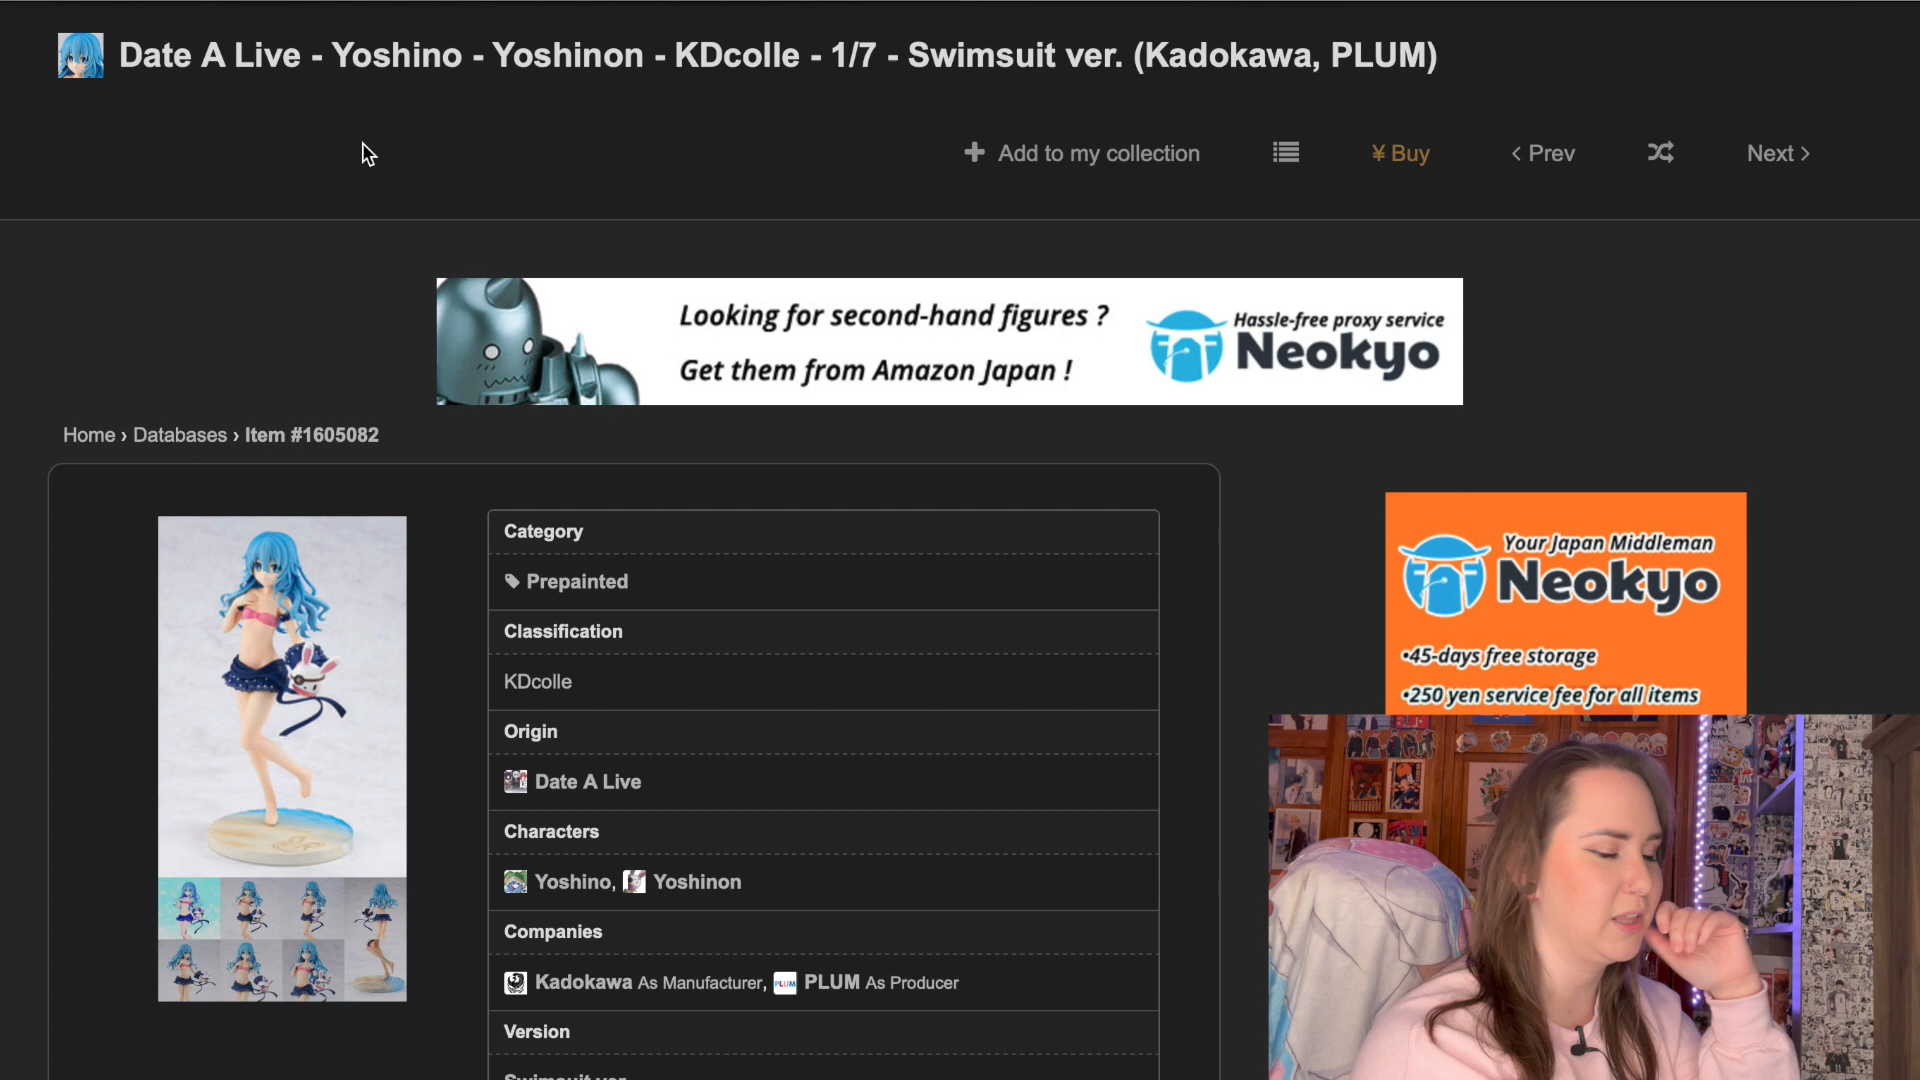 Date A Live - Yoshino - Yoshinon - KDcolle - 1/7 - Swimsuit ver. (Kadokawa, PLUM)
Add to my collection
¥ Buy
‹ Prev
Next ›
Looking for second-hand figures ?
Get them from Amazon Japan !
Hassle-free proxy service
Neokyo
Home › Databases › Item #1605082
Category
Prepainted
Classification
KDcolle
Origin
Date A Live
Characters
Yoshino, Yoshinon
Companies
Kadokawa As Manufacturer, PLUM PLUM As Producer
Version
Swimsuit ver.
Your Japan Middleman
Neokyo
•45-days free storage
•250 yen service fee for all items